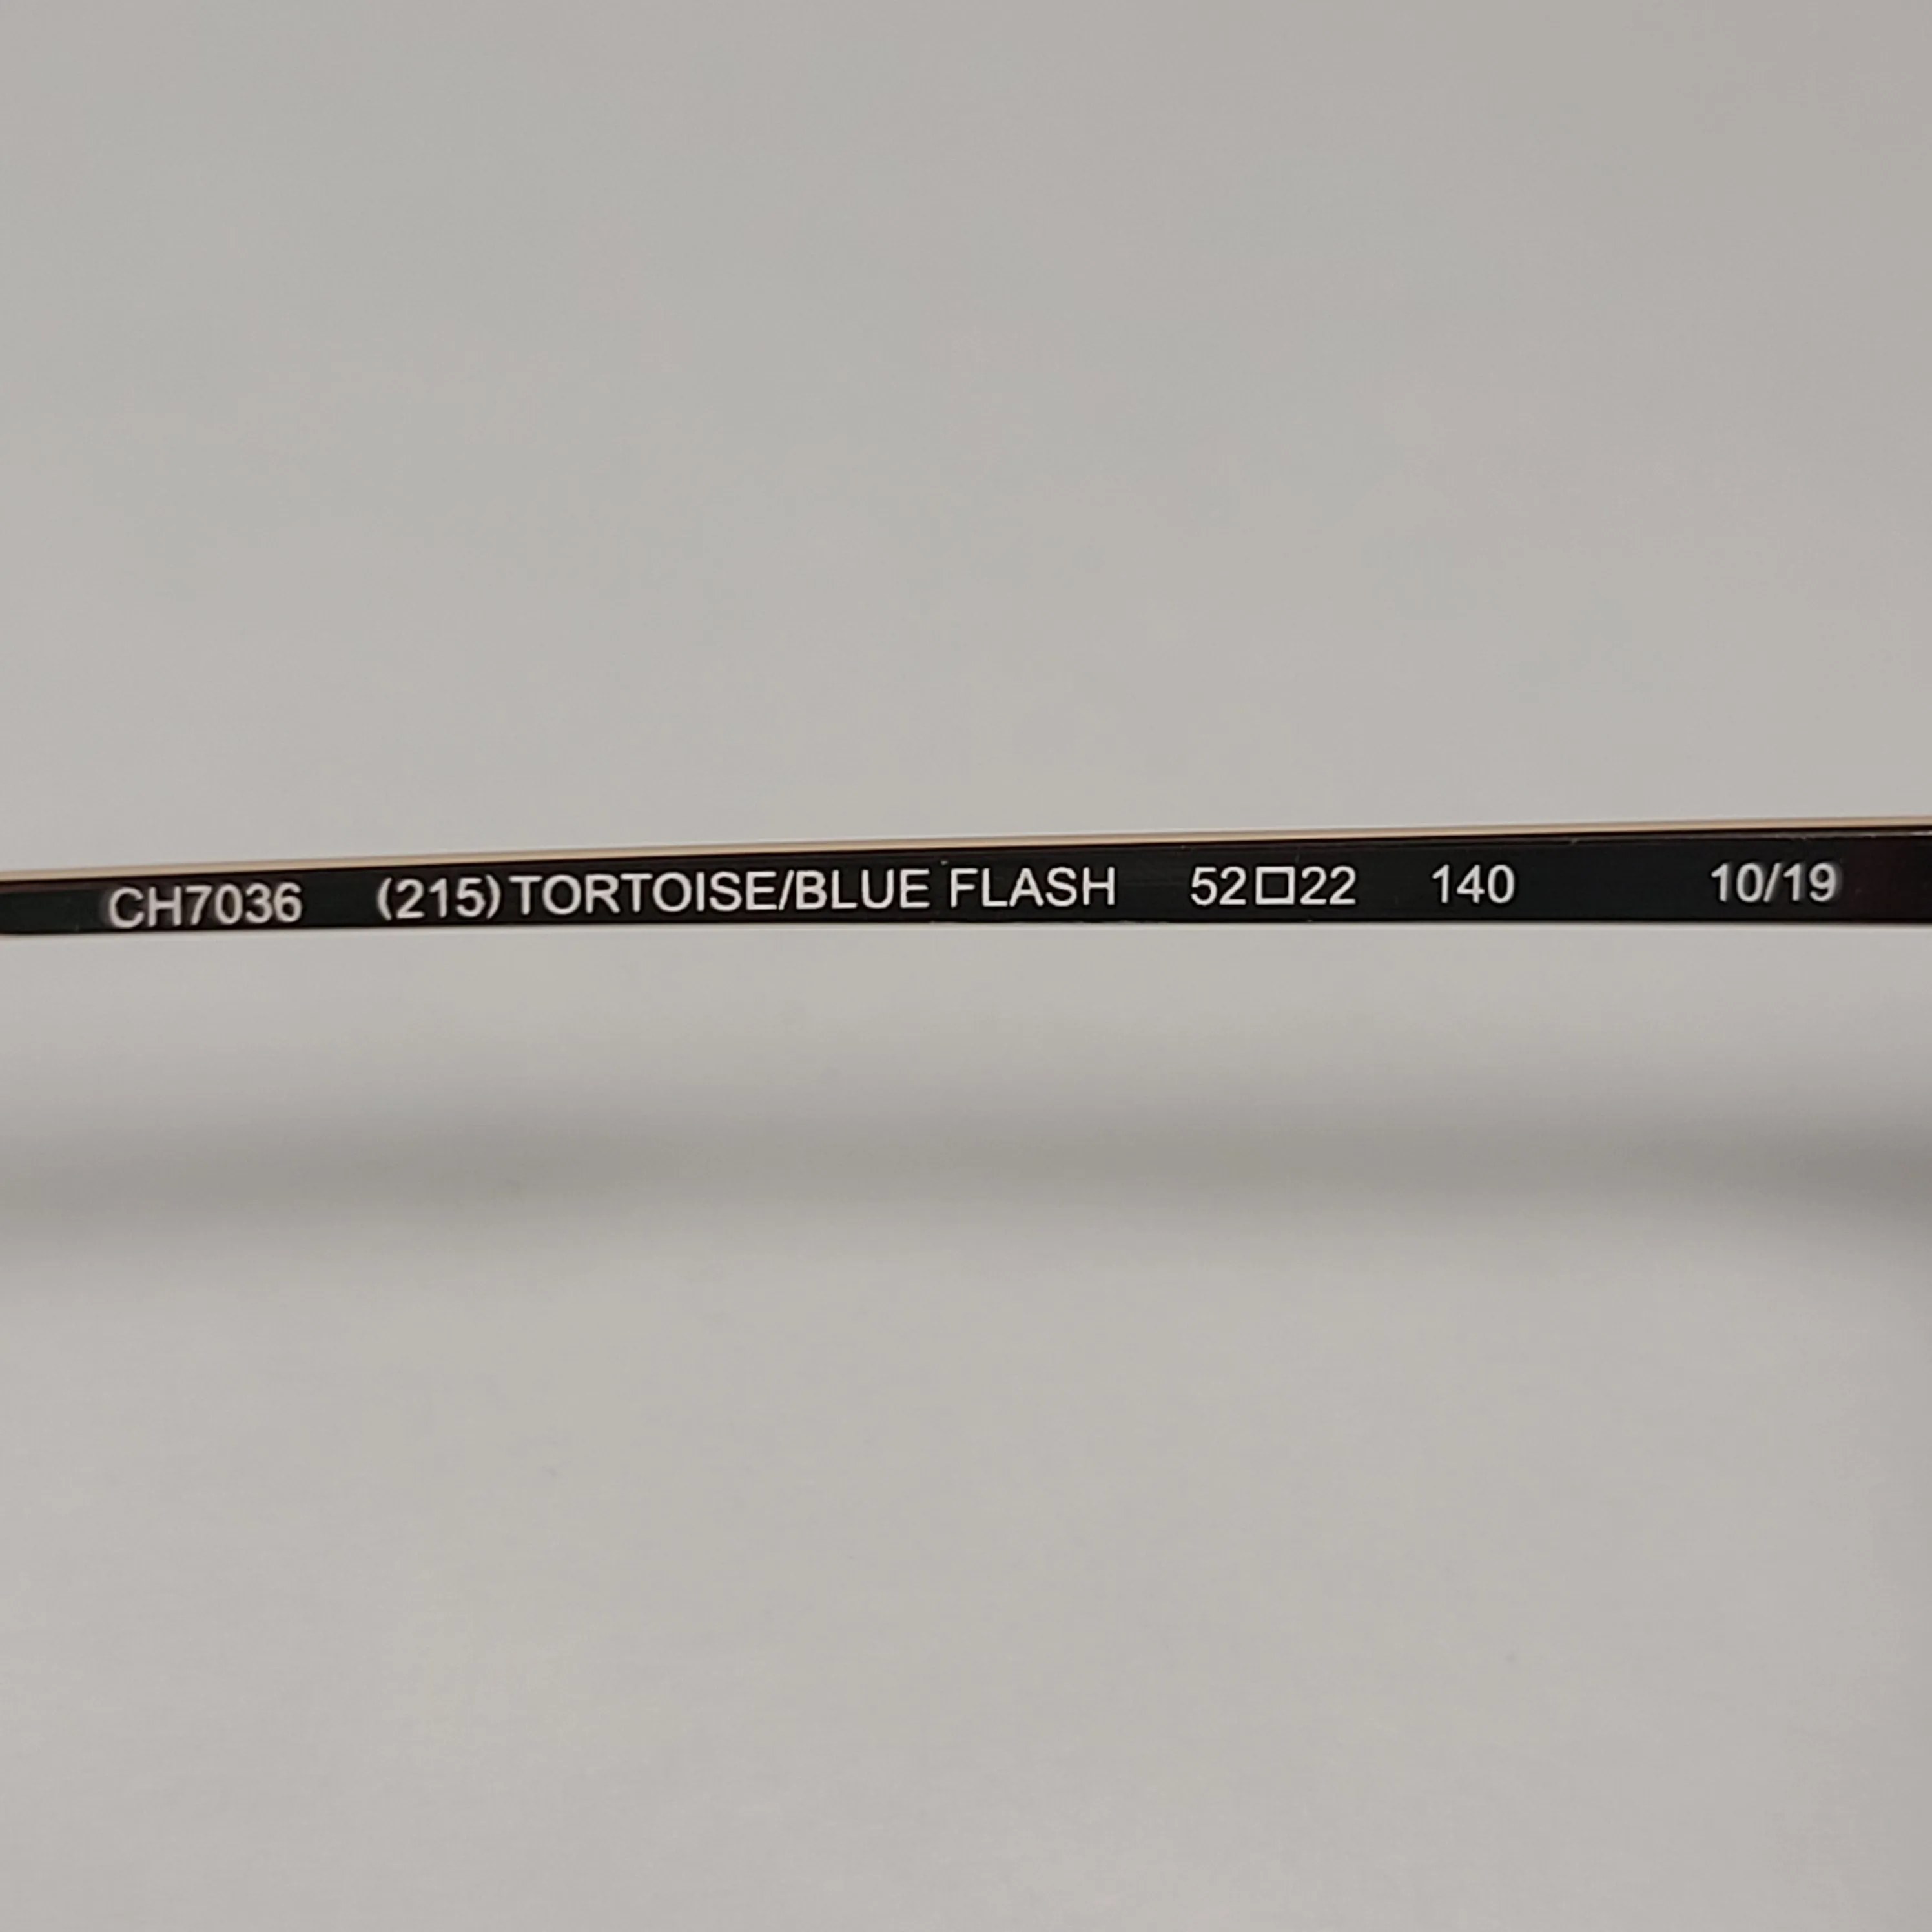 CH7036 (215) TORTOISE/BLUE FLASH 52□22 140 10/19